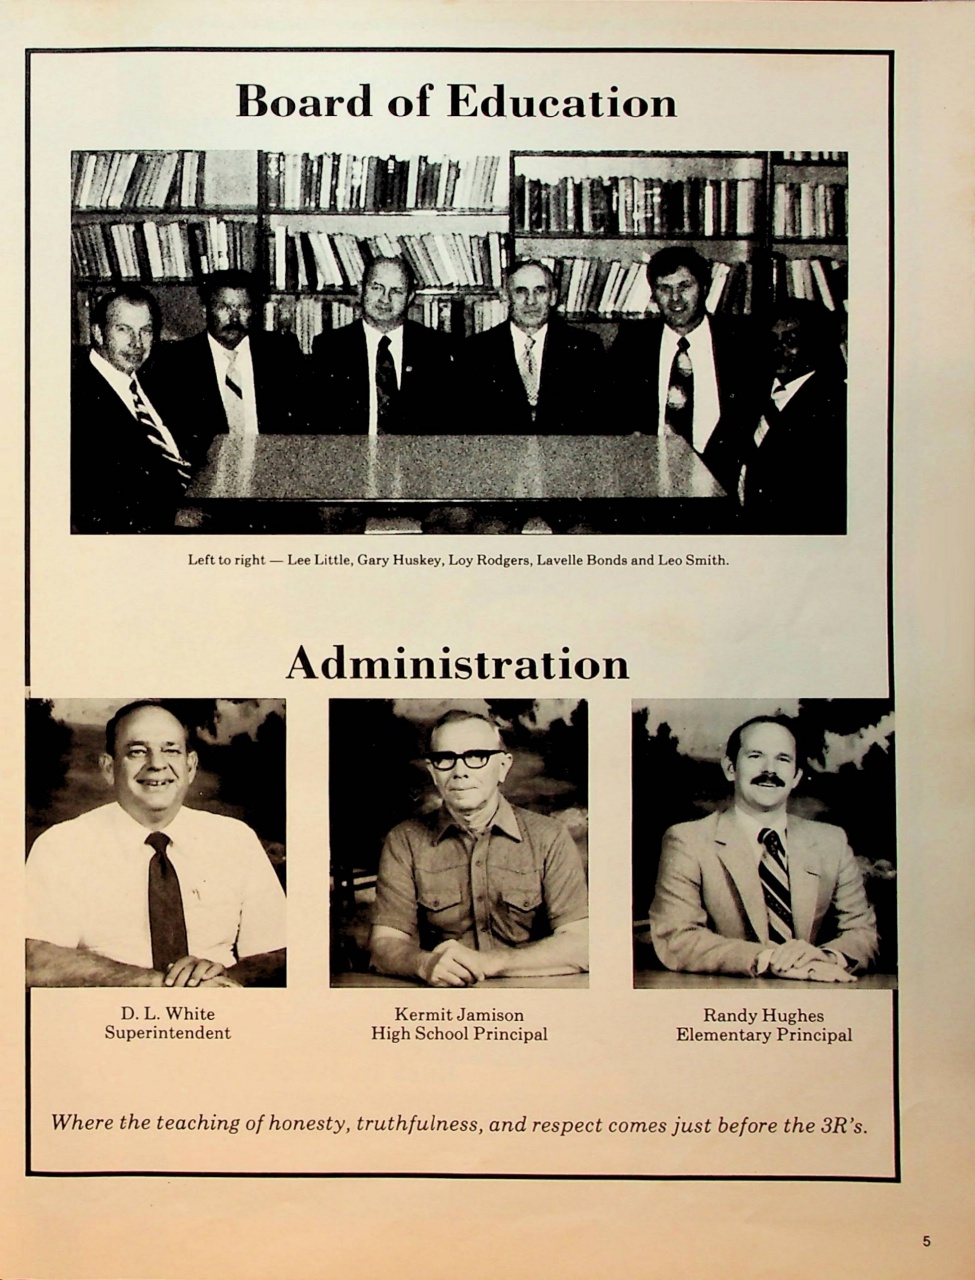 Board of Education
Left to right — Lee Little, Gary Huskey, Loy Rodgers, Lavelle Bonds and Leo Smith.
Administration
D. L. White
Superintendent
Kermit Jamison
High School Principal
Randy Hughes
Elementary Principal
Where the teaching of honesty, truthfulness, and respect comes just before the 3R's.
5